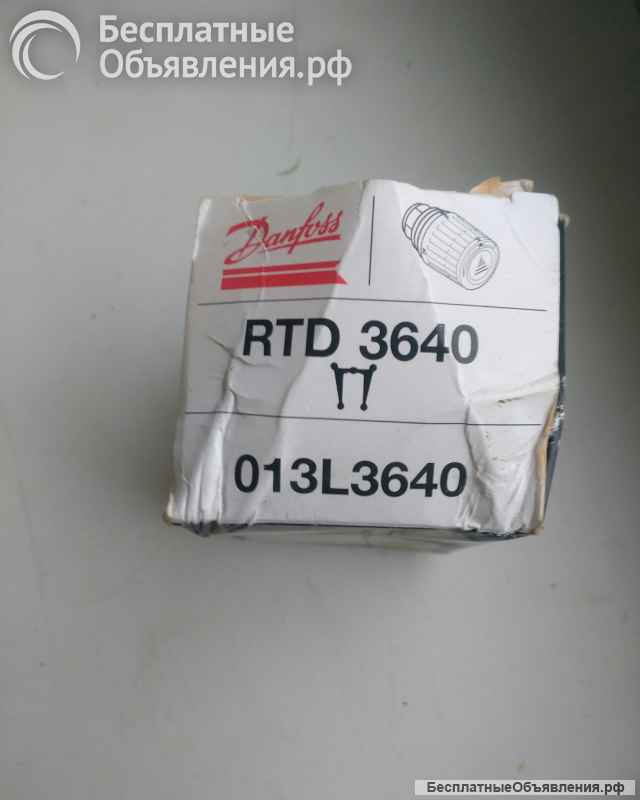 Бесплатные
Объявления.рф
Danfoss
RTD 3640
013L3640
БесплатныеОбъявления.рф